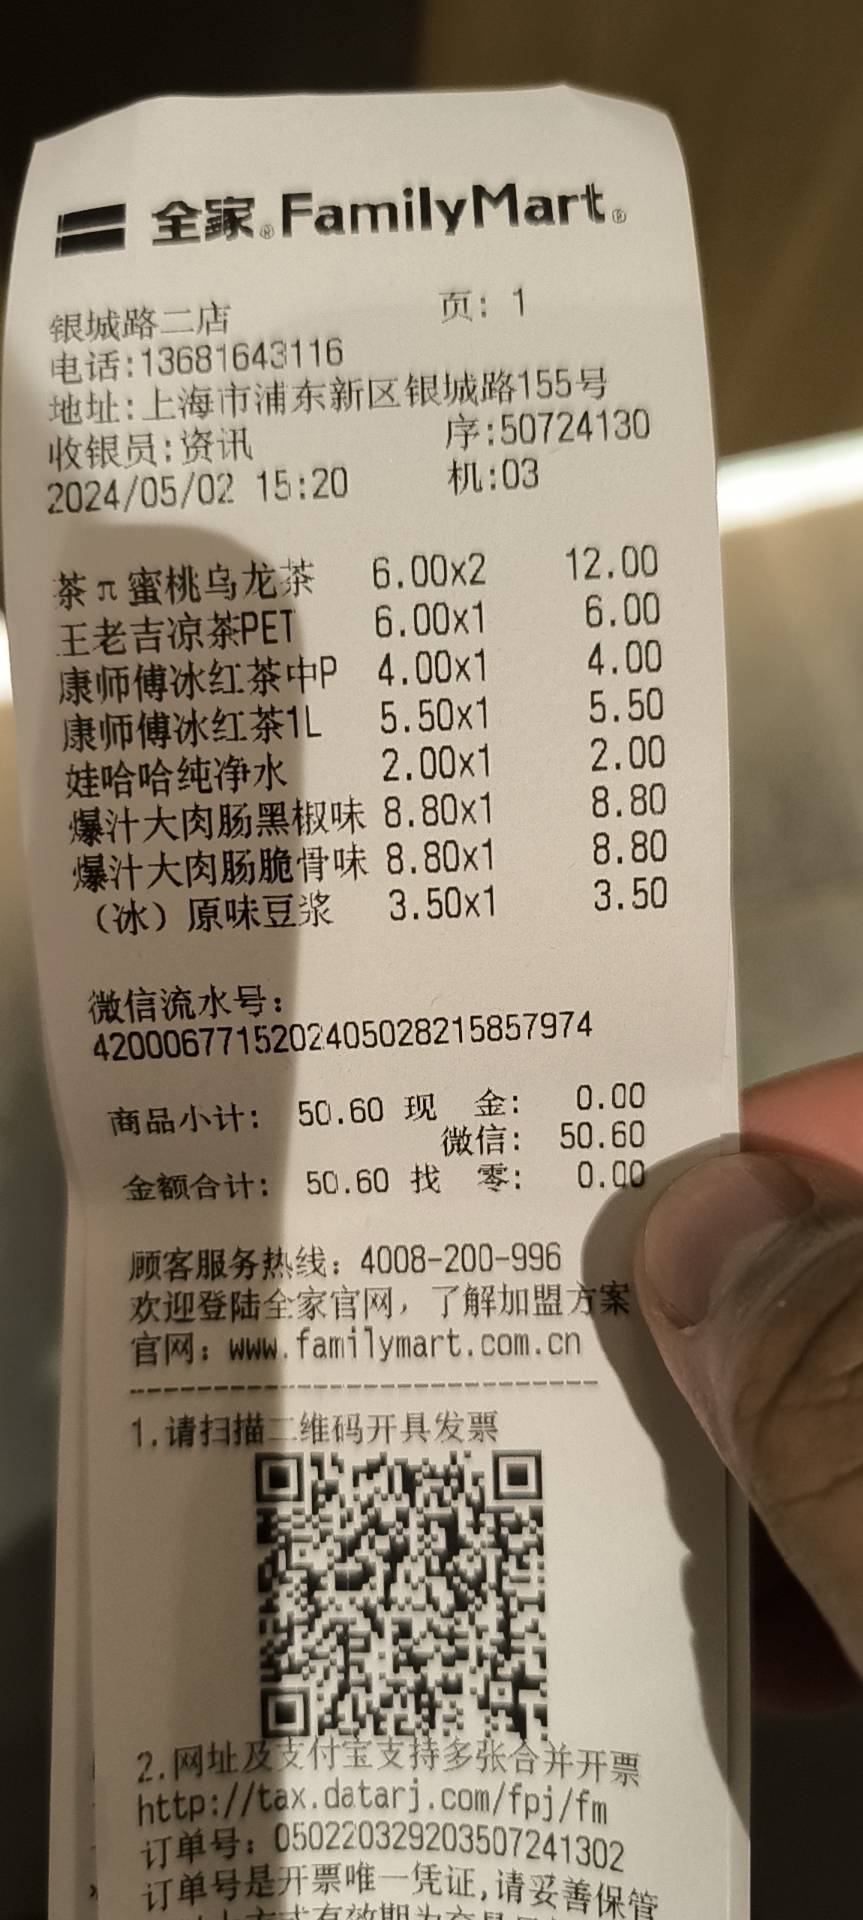 全家® FamilyMart®
银城路二店 页: 1
电话:13681643116
地址:上海市浦东新区银城路155号
收银员:资讯 序:50724130
2024/05/02 15:20 机:03
茶π蜜桃乌龙茶 6.00x2 12.00
王老吉凉茶PET 6.00x1 6.00
康师傅冰红茶中P 4.00x1 4.00
康师傅冰红茶1L 5.50x1 5.50
娃哈哈纯净水 2.00x1 2.00
爆汁大肉肠黑椒味 8.80x1 8.80
爆汁大肉肠脆骨味 8.80x1 8.80
（冰）原味豆浆 3.50x1 3.50
微信流水号:
4200067715202405028215857974
商品小计: 50.60 现 金: 0.00
微信: 50.60
金额合计: 50.60 找 零: 0.00
顾客服务热线: 4008-200-996
欢迎登陆全家官网，了解加盟方案
官网: www.familymart.com.cn
1.请扫描二维码开具发票
2.网址及支付宝支持多张合并开票
http://tax.datarj.com/fpj/fm
订单号: 050220329203507241302
订单号是开票唯一凭证,请妥善保管